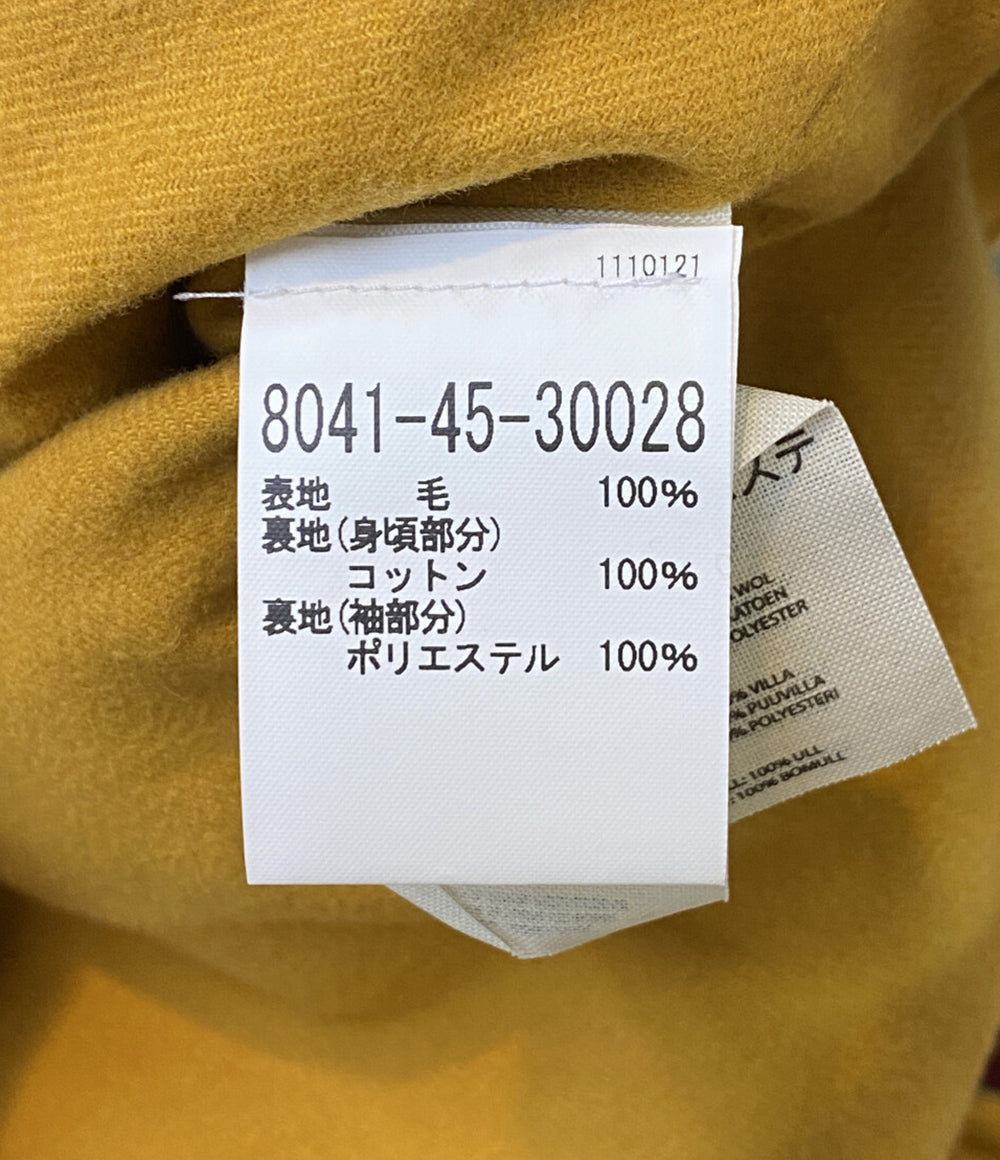 1110121
8041-45-30028
表地 毛 100%
裏地(身頃部分)
コットン 100%
裏地(袖部分)
ポリエステル 100%
ステ
WOL
ATOEN
OLYESTER
% VILLA
% PUUVILLA
% POLYESTERI
L: 100% ULL
: 100% BOMULL